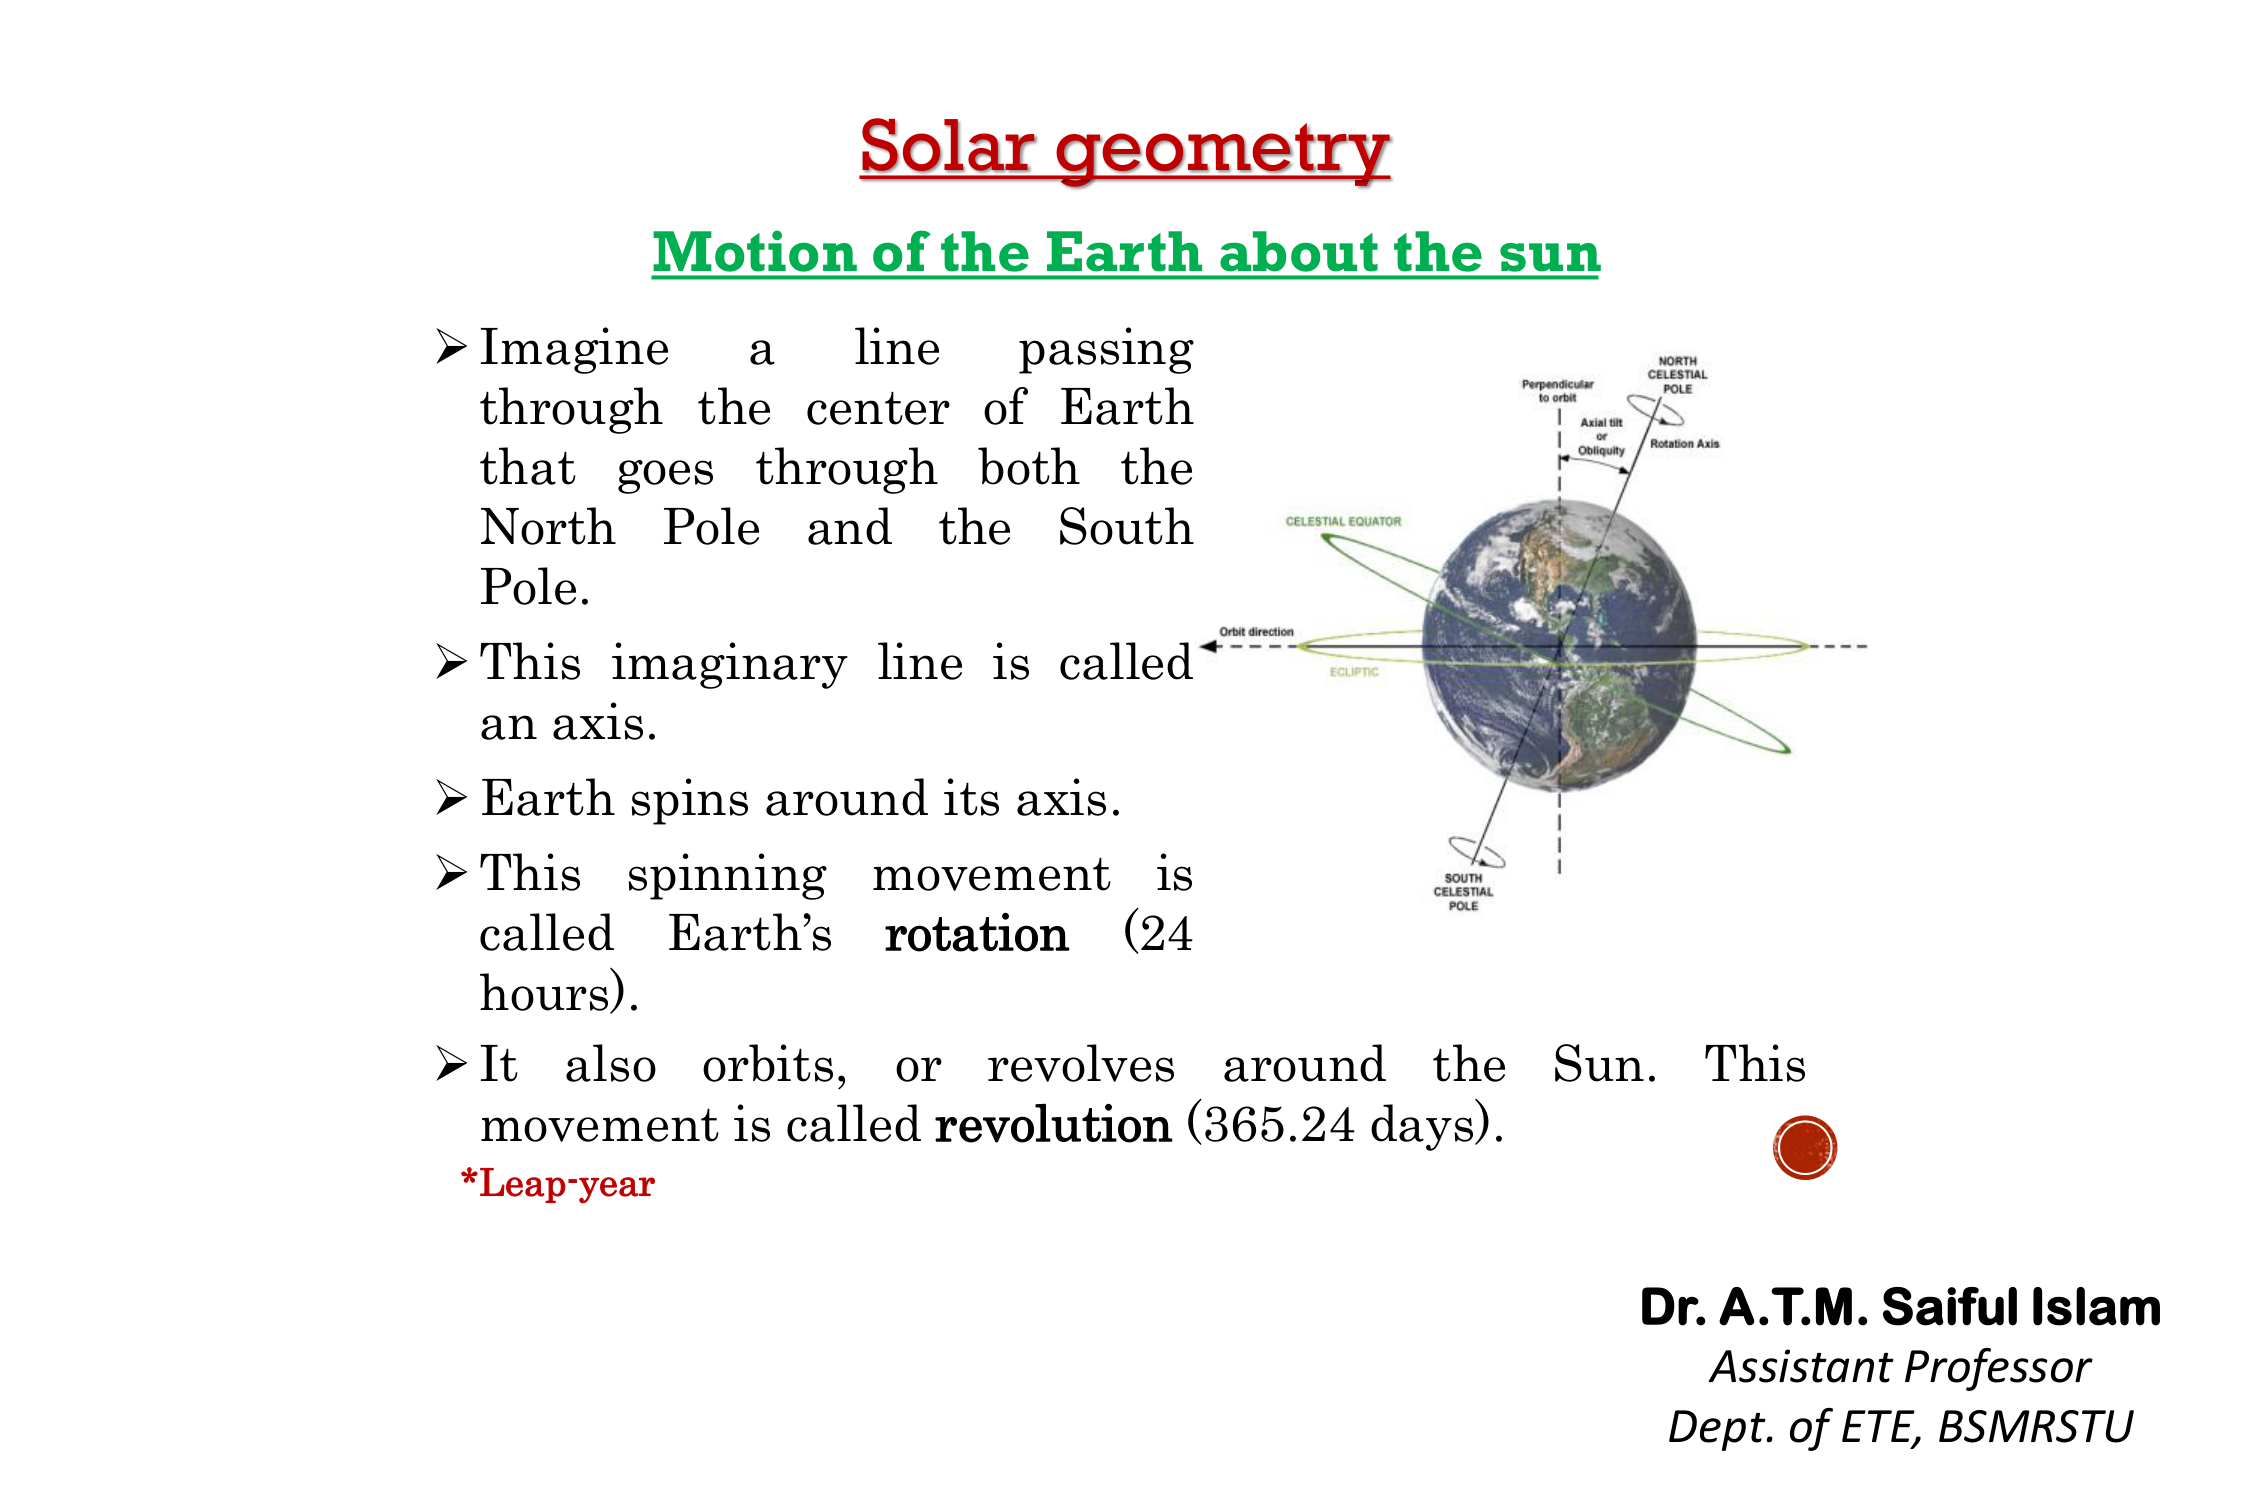 Solar geometry
Motion of the Earth about the sun
➢ Imagine a line passing
through the center of Earth
that goes through both the
North Pole and the South
Pole.
➢ This imaginary line is called
an axis.
➢ Earth spins around its axis.
➢ This spinning movement is
called Earth’s rotation (24
hours).
➢ It also orbits, or revolves around the Sun. This
movement is called revolution (365.24 days).
*Leap-year
NORTH
CELESTIAL
POLE
Perpendicular
to orbit
Axial tilt
or
Obliquity
Rotation Axis
CELESTIAL EQUATOR
Orbit direction
ECLIPTIC
SOUTH
CELESTIAL
POLE
Dr. A.T.M. Saiful Islam
Assistant Professor
Dept. of ETE, BSMRSTU